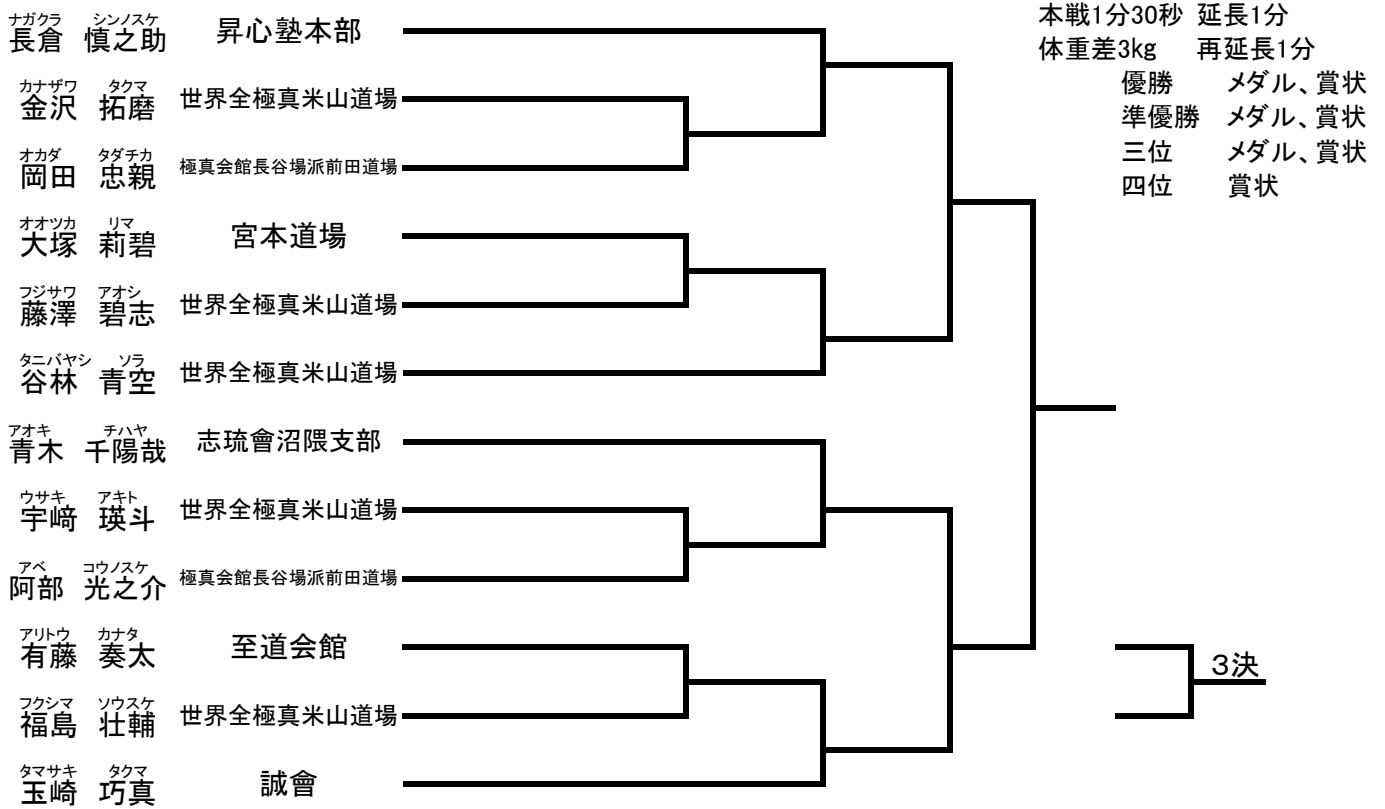 ナガクラ シンノスケ
長倉 慎之助 昇心塾本部
カナザワ タクマ
金沢 拓磨 世界全極真米山道場
オカダ タダチカ
岡田 忠親 極真会館長谷場派前田道場
オオツカ リマ
大塚 莉碧 宮本道場
フジサワ アオシ
藤澤 碧志 世界全極真米山道場
タニバヤシ ソラ
谷林 青空 世界全極真米山道場
アオキ チハヤ
青木 千陽哉 志琉會沼隈支部
ウサキ アキト
宇﨑 瑛斗 世界全極真米山道場
アベ コウノスケ
阿部 光之介 極真会館長谷場派前田道場
アリトウ カナタ
有藤 奏太 至道会館
フクシマ ソウスケ
福島 壮輔 世界全極真米山道場
タマサキ タクマ
玉崎 巧真 誠會
本戦1分30秒 延長1分
体重差3kg 再延長1分
優勝 メダル、賞状
準優勝 メダル、賞状
三位 メダル、賞状
四位 賞状
３決